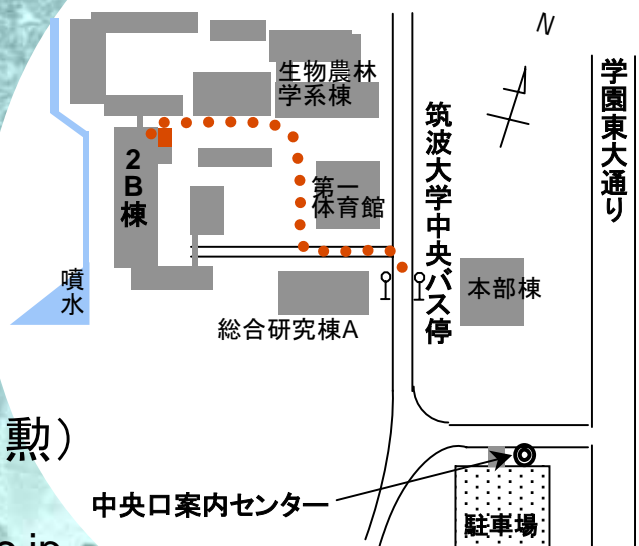 N
生物農林
学系棟
学園東大通り
筑波大学中央バス停
2B棟
第一
体育館
噴
水
本部棟
総合研究棟A
勲）
中央口案内センター
駐車場